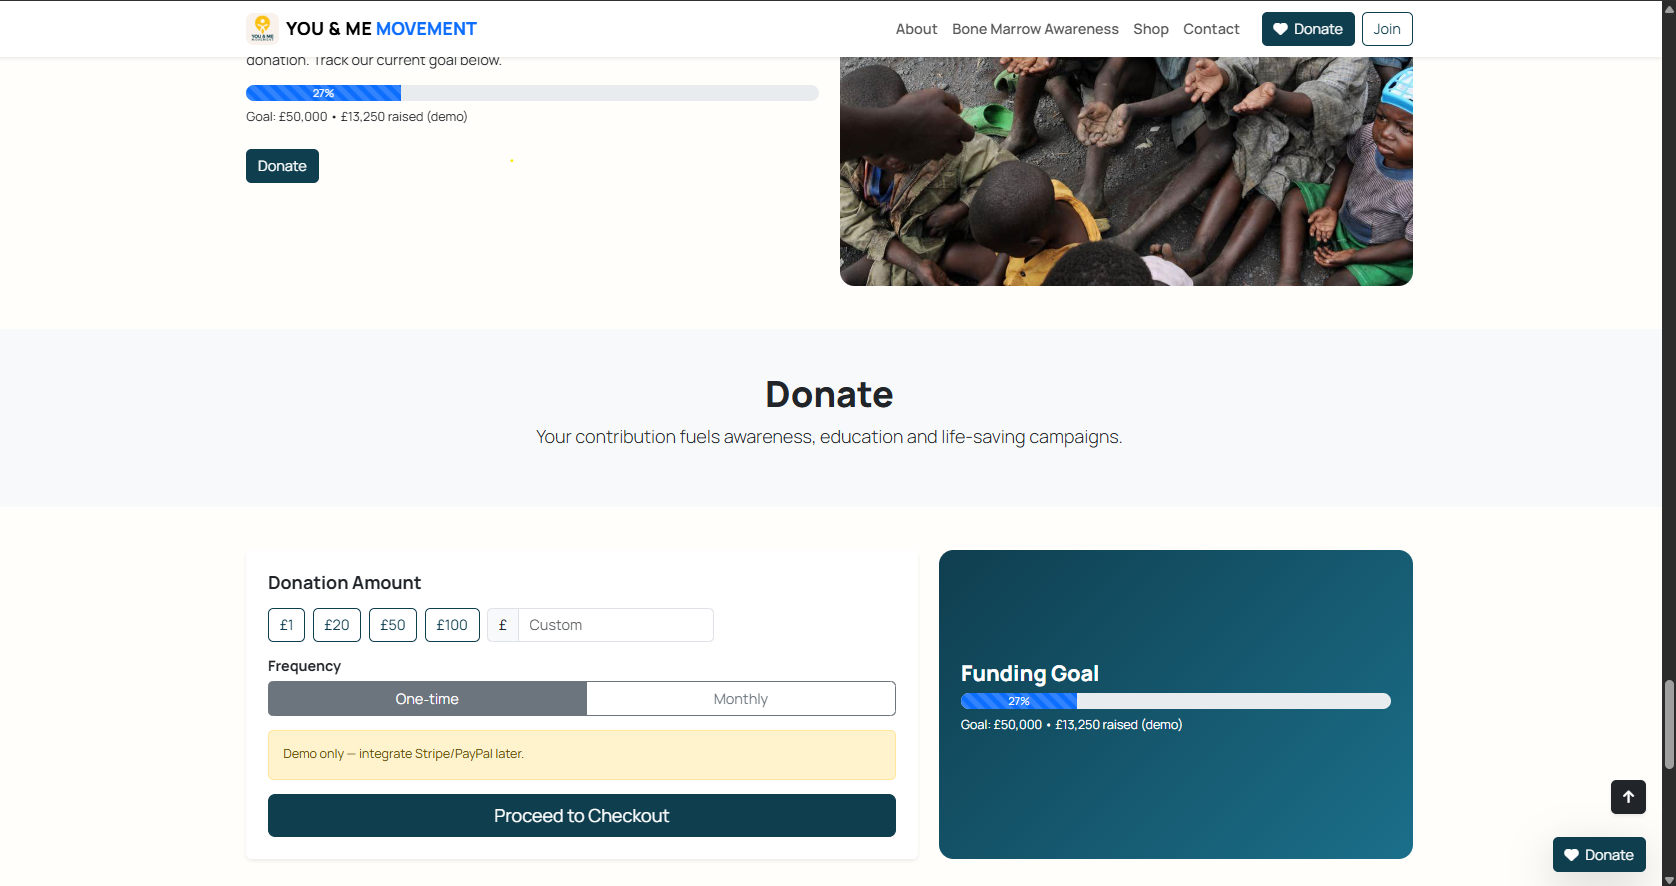 YOU & ME MOVEMENT
About Bone Marrow Awareness Shop Contact Donate Join
donation. Track our current goal below.
27%
Goal: £50,000 • £13,250 raised (demo)
Donate
Donate
Your contribution fuels awareness, education and life-saving campaigns.
Donation Amount
£1 £20 £50 £100 £ Custom
Frequency
One-time Monthly
Demo only — integrate Stripe/PayPal later.
Proceed to Checkout
Funding Goal
27%
Goal: £50,000 • £13,250 raised (demo)
Donate